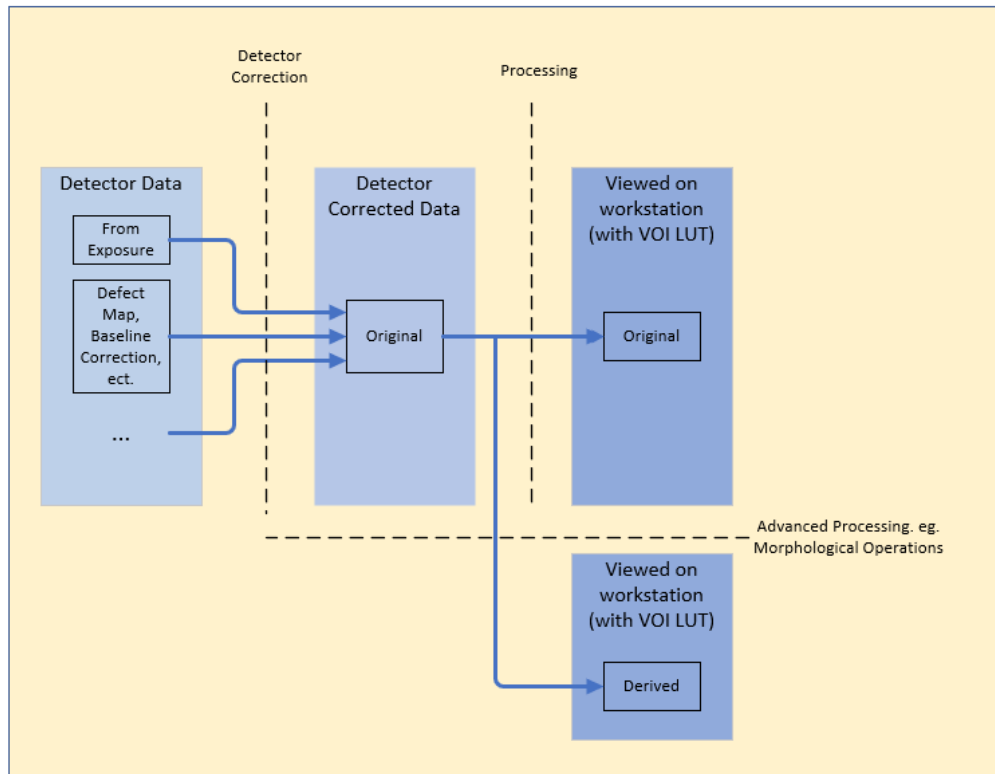 Detector
Correction
Processing
Detector Data
From
Exposure
Defect
Map,
Baseline
Correction,
ect.
...
Detector
Corrected Data
Original
Viewed on
workstation
(with VOI LUT)
Original
Advanced Processing. eg.
Morphological Operations
Viewed on
workstation
(with VOI LUT)
Derived